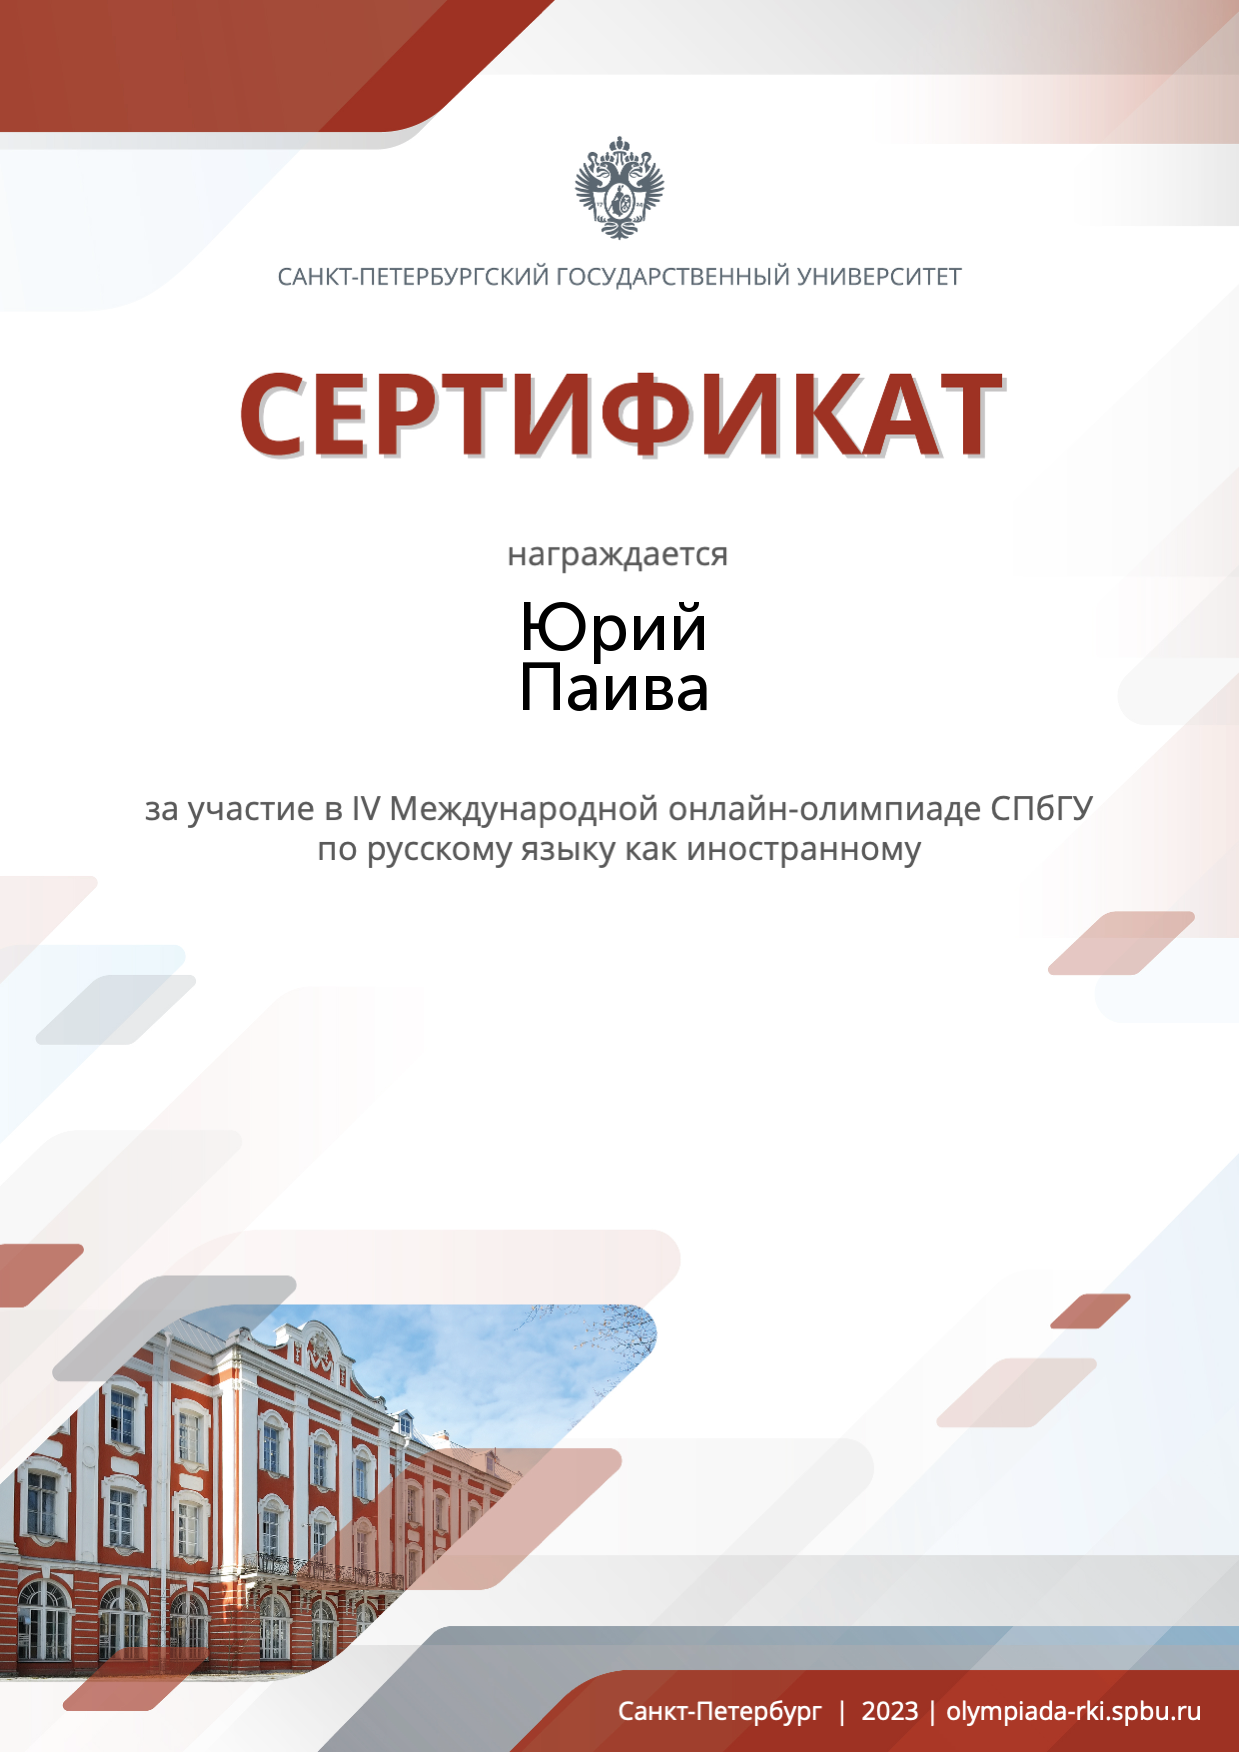 САНКТ-ПЕТЕРБУРГСКИЙ ГОСУДАРСТВЕННЫЙ УНИВЕРСИТЕТ
СЕРТИФИКАТ
награждается
Юрий
Паива
за участие в IV Международной онлайн-олимпиаде СПбГУ
по русскому языку как иностранному
Санкт-Петербург | 2023 | olympiada-rki.spbu.ru